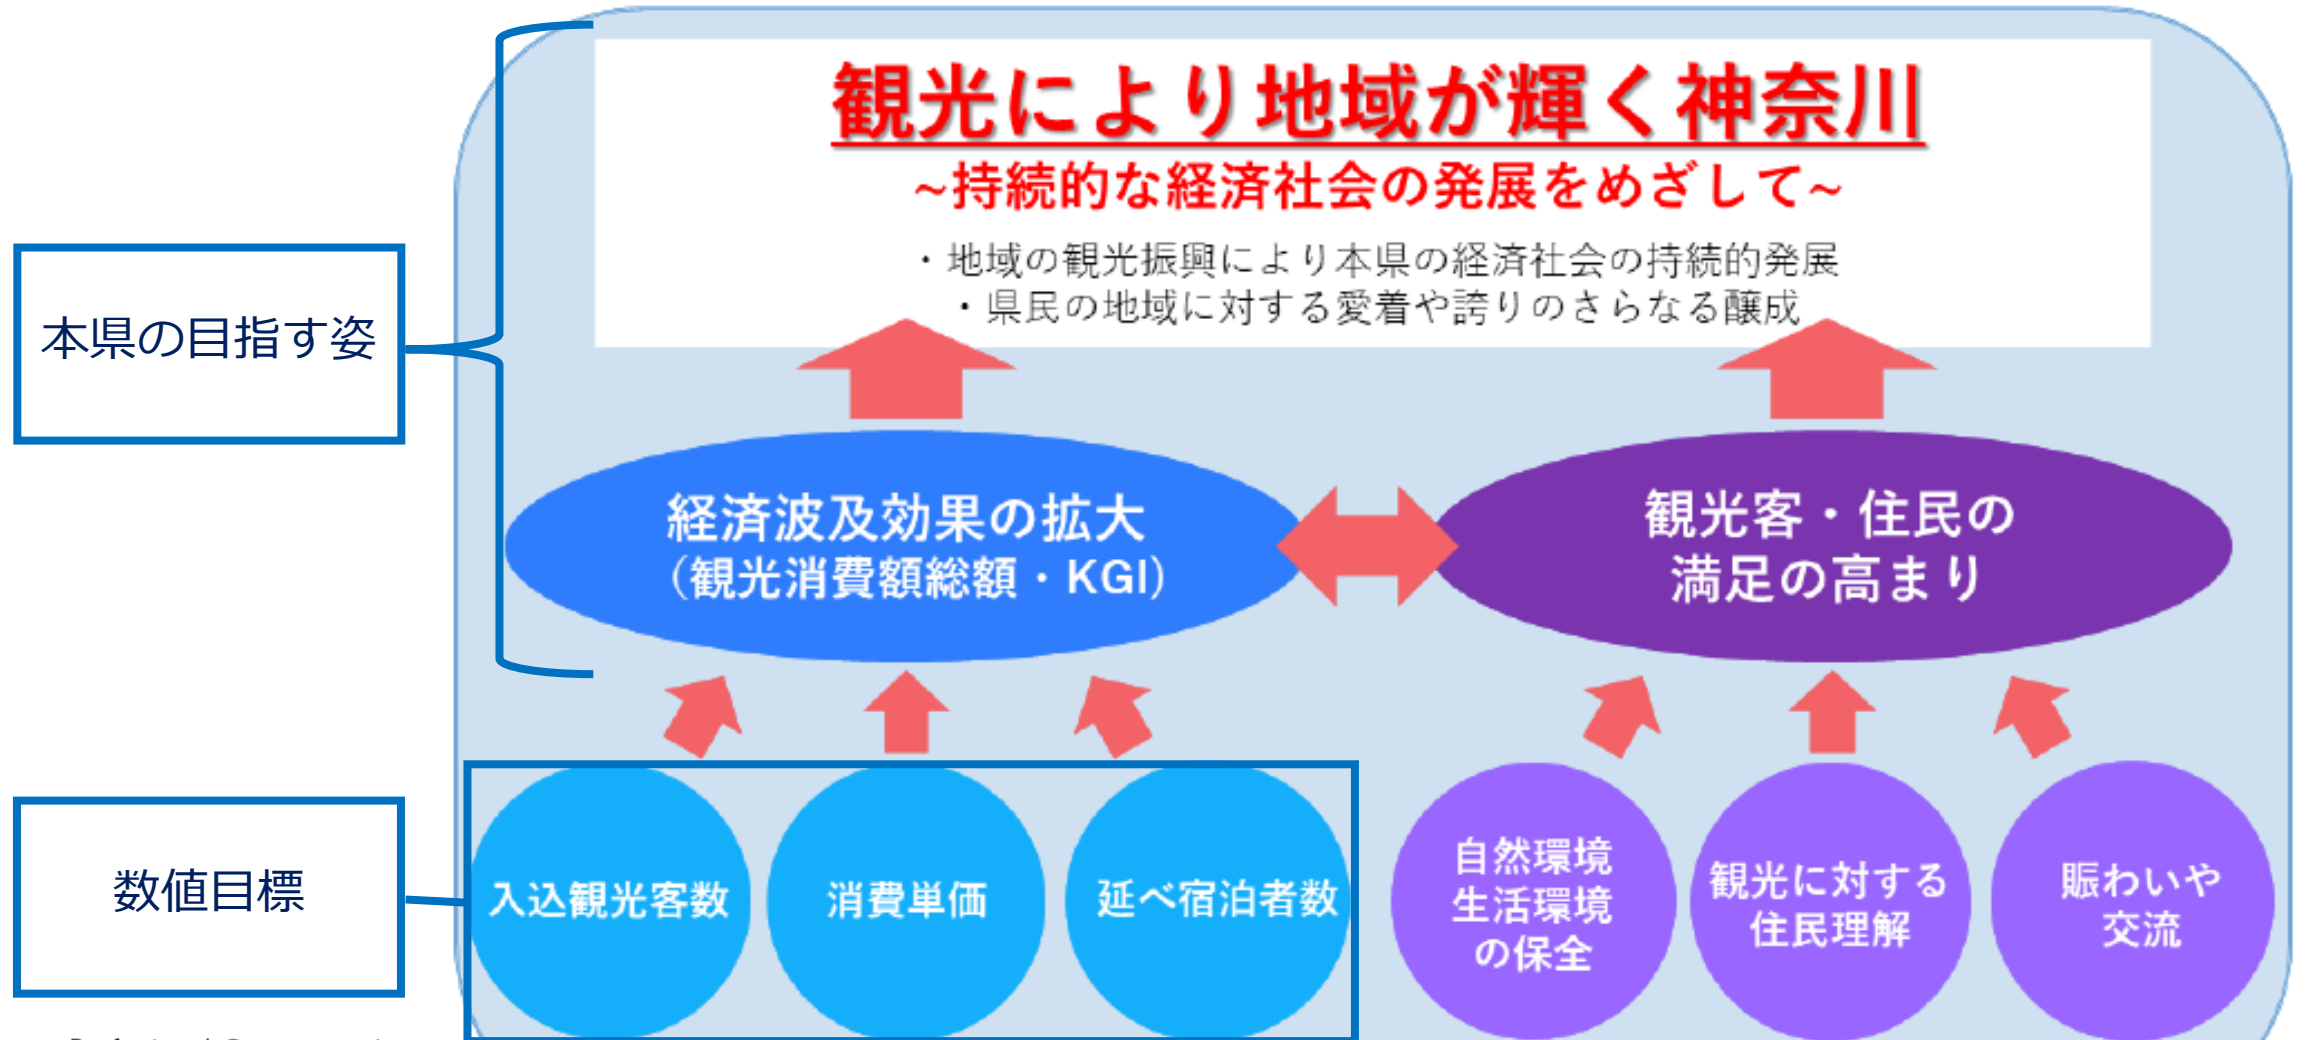 観光により地域が輝く神奈川
~持続的な経済社会の発展をめざして~
・地域の観光振興により本県の経済社会の持続的発展
・県民の地域に対する愛着や誇りのさらなる醸成
本県の目指す姿
経済波及効果の拡大
（観光消費額総額・KGI）
観光客・住民の
満足の高まり
数値目標
入込観光客数
消費単価
延べ宿泊者数
自然環境
生活環境
の保全
観光に対する
住民理解
賑わいや
交流